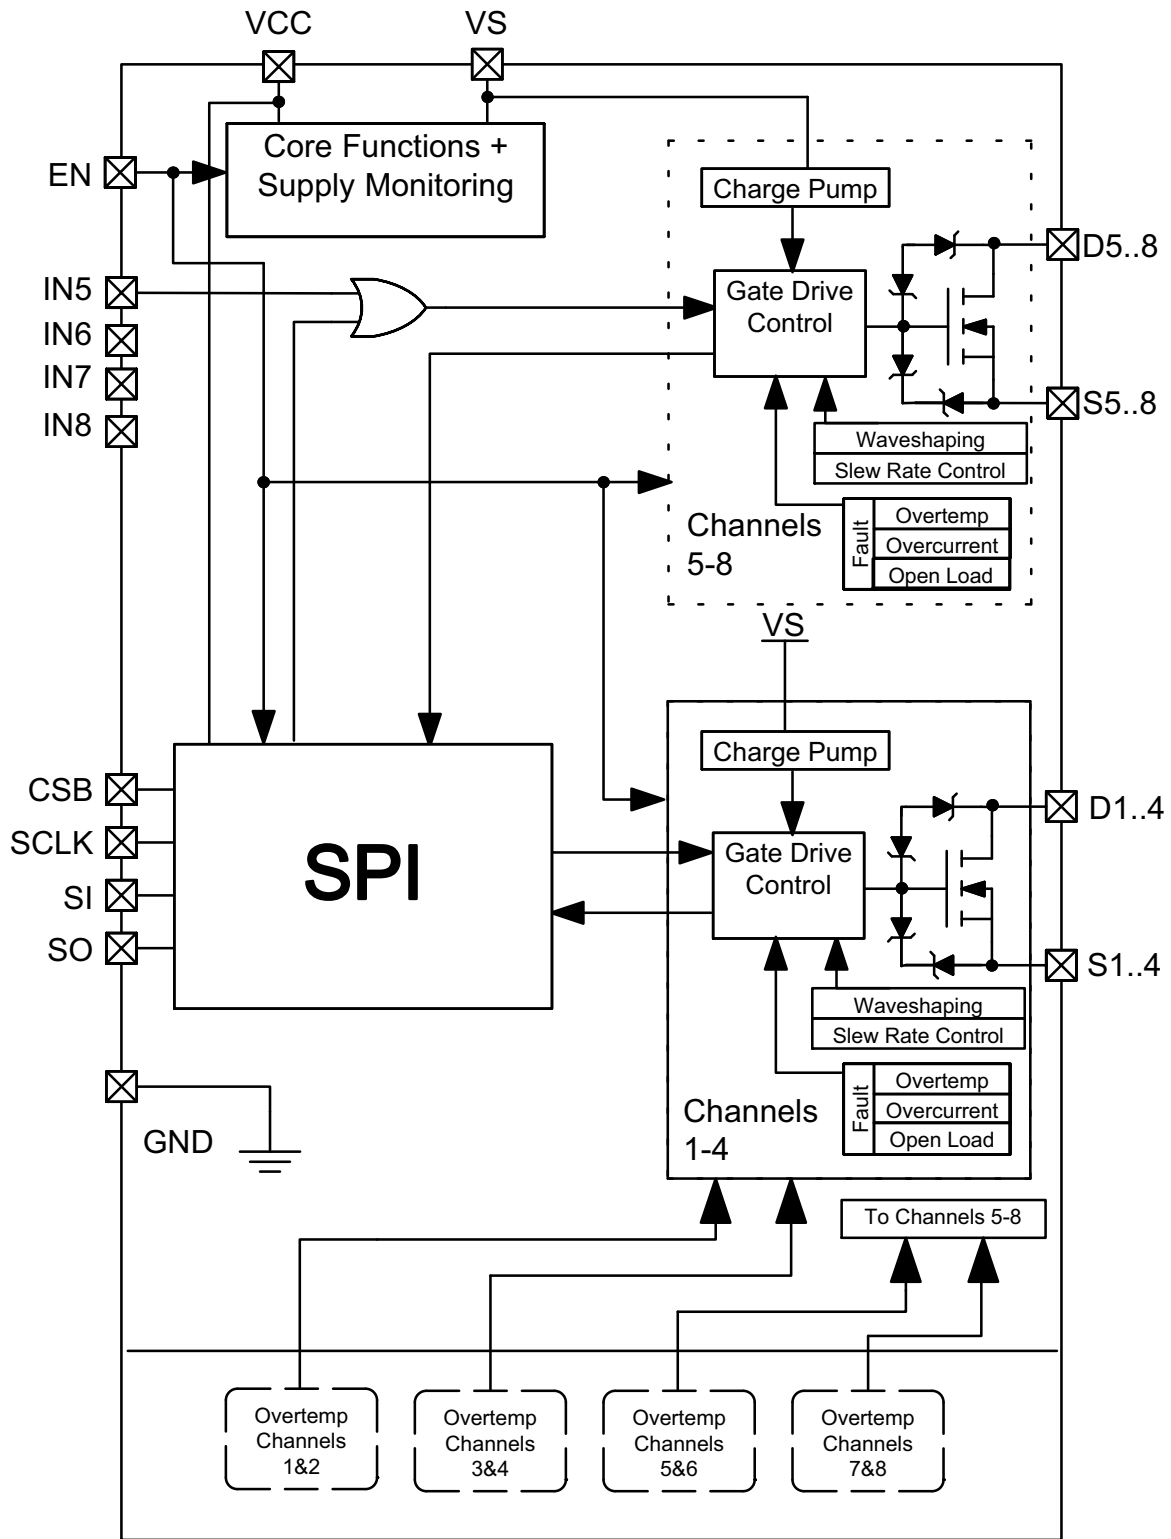 VCC
VS
Core Functions +
Supply Monitoring
EN
Charge Pump
D5..8
IN5
Gate Drive
Control
IN6
IN7
IN8
S5..8
Waveshaping
Slew Rate Control
Channels
5-8
Fault
Overtemp
Overcurrent
Open Load
VS
Charge Pump
CSB
SCLK
SI
SO
SPI
Gate Drive
Control
D1..4
S1..4
Waveshaping
Slew Rate Control
Channels
1-4
Fault
Overtemp
Overcurrent
Open Load
GND
To Channels 5-8
Overtemp
Channels
1&2
Overtemp
Channels
3&4
Overtemp
Channels
5&6
Overtemp
Channels
7&8